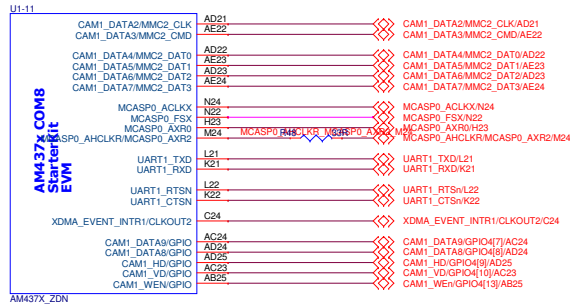 U1-11
CAM1_DATA2/MMC2_CLK AD21 CAM1_DATA2/MMC2_CLK/AD21
CAM1_DATA3/MMC2_CMD AE22 CAM1_DATA3/MMC2_CMD/AE22
CAM1_DATA4/MMC2_DAT0 AD22 CAM1_DATA4/MMC2_DAT0/AD22
CAM1_DATA5/MMC2_DAT1 AE23 CAM1_DATA5/MMC2_DAT1/AE23
CAM1_DATA6/MMC2_DAT2 AD23 CAM1_DATA6/MMC2_DAT2/AD23
CAM1_DATA7/MMC2_DAT3 AE24 CAM1_DATA7/MMC2_DAT3/AE24
MCASP0_ACLKX N24 MCASP0_ACLKX/N24
MCASP0_FSX N22 MCASP0_FSX/N22
MCASP0_AXR0 H23 MCASP0_AXR0/H23
MCASP0_AHCLKR/MCASP0_AXR2 M24 MCASP0_AHCLKR/MCASP0_AXR2/M24
UART1_TXD L21 UART1_TXD/L21
UART1_RXD K21 UART1_RXD/K21
UART1_RTSN L22 UART1_RTSn/L22
UART1_CTSN K22 UART1_CTSn/K22
XDMA_EVENT_INTR1/CLKOUT2 C24 XDMA_EVENT_INTR1/CLKOUT2/C24
CAM1_DATA9/GPIO AC24 CAM1_DATA9/GPIO4[7]/AC24
CAM1_DATA8/GPIO AD24 CAM1_DATA8/GPIO4[8]/AD24
CAM1_HD/GPIO AD25 CAM1_HD/GPIO4[9]/AD25
CAM1_VD/GPIO AC23 CAM1_VD/GPIO4[10]/AC23
CAM1_WEN/GPIO AB25 CAM1_WEn/GPIO4[13]/AB25
AM437x COM8
StarterKit
EVM
AM437X_ZDN